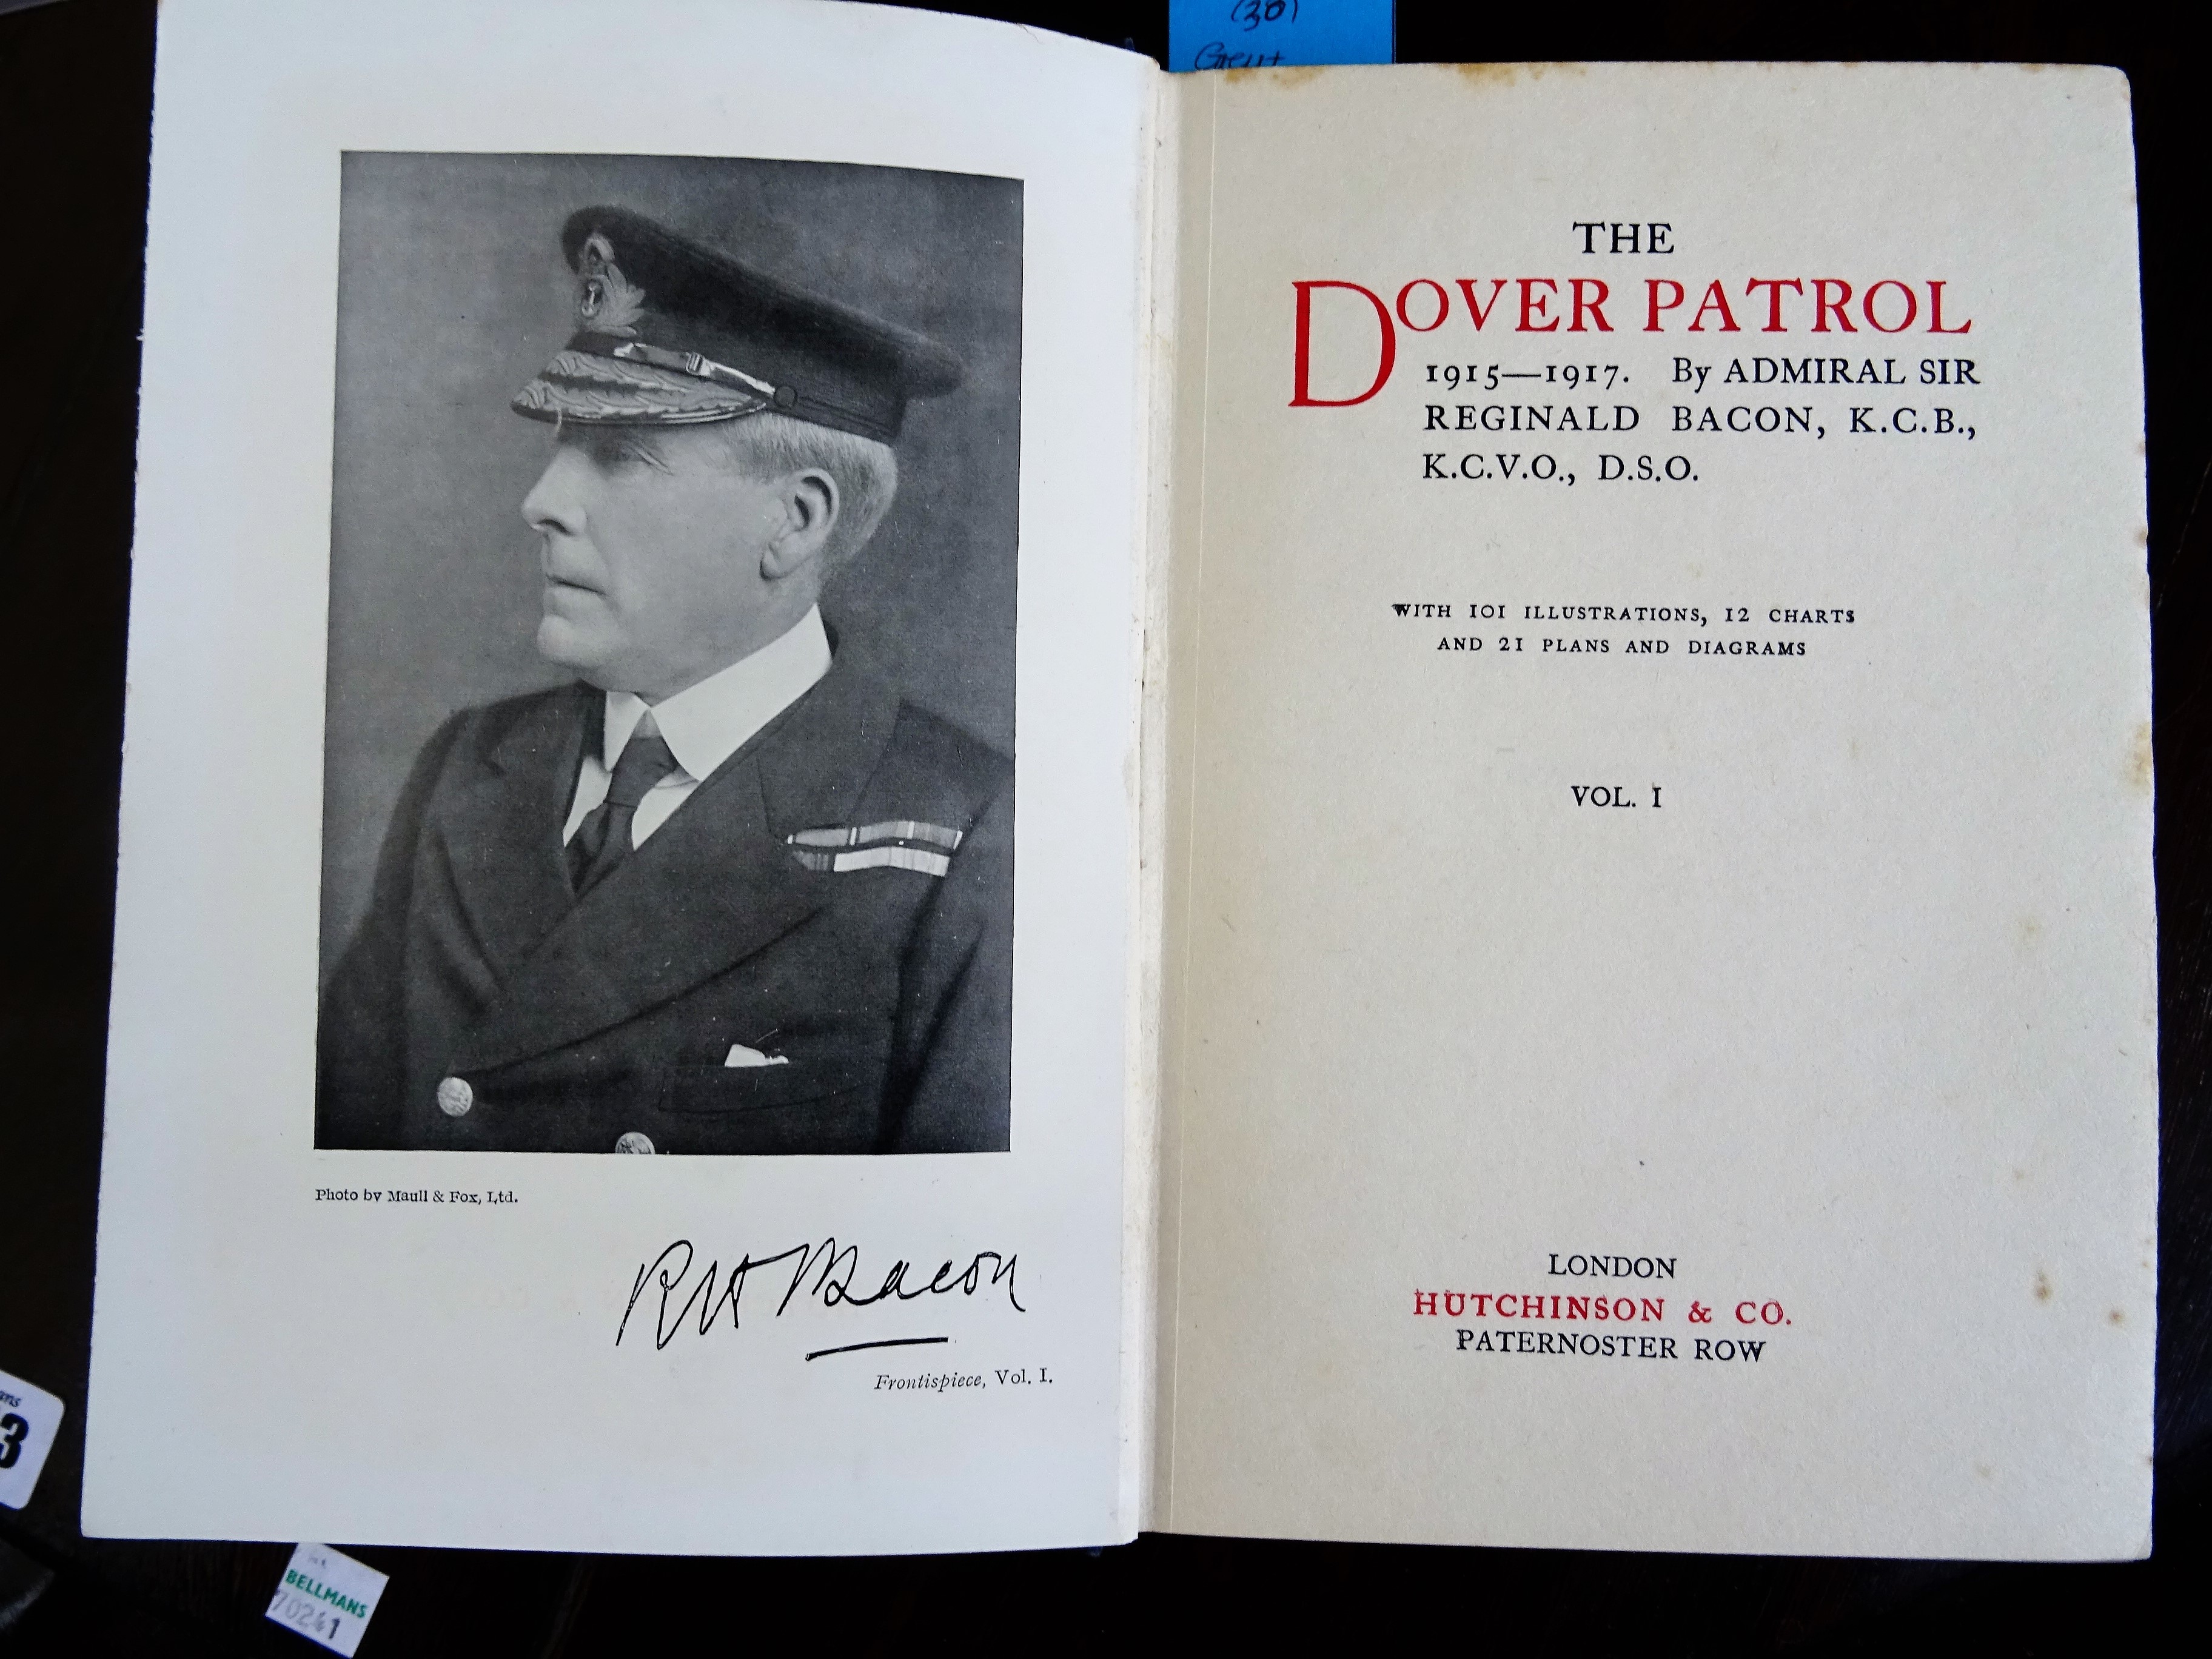 (30)
Photo by Maull & Fox, Ltd.
RH Bacon
Frontispiece, Vol. I.
THE
DOVER PATROL
1915—1917. By ADMIRAL SIR
REGINALD BACON, K.C.B.,
K.C.V.O., D.S.O.
WITH 101 ILLUSTRATIONS, 12 CHARTS
AND 21 PLANS AND DIAGRAMS
VOL. I
LONDON
HUTCHINSON & CO.
PATERNOSTER ROW
3
BELLMANS